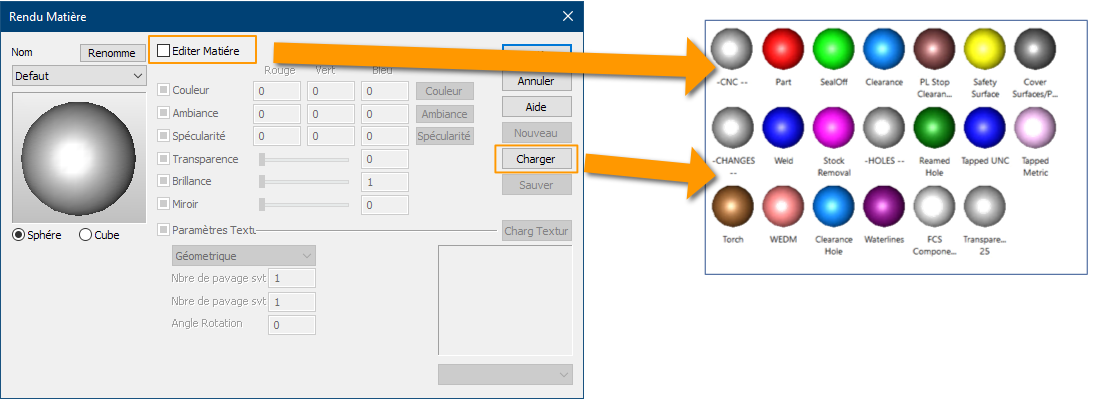 Rendu Matière
Nom
Renomme
Editer Matiére
Defaut
Rouge Vert Bleu
Couleur 0 0 0 Couleur
Annuler
Ambiance 0 0 0 Ambiance
Aide
Spécularité 0 0 0 Spécularité
Nouveau
Transparence 0
Charger
Brillance 1
Sauver
Miroir 0
Sphére Cube
Paramètres Textu
Charg Textur
Géometrique
Nbre de pavage svt 1
Nbre de pavage svt 1
Angle Rotation 0
-CNC --
Part
SealOff
Clearance
PL Stop
Clearan...
Safety
Surface
Cover
Surfaces/P...
-CHANGES
--
Weld
Stock
Removal
-HOLES --
Reamed
Hole
Tapped UNC
Tapped
Metric
Torch
WEDM
Clearance
Hole
Waterlines
FCS
Compone...
Transpare...
25